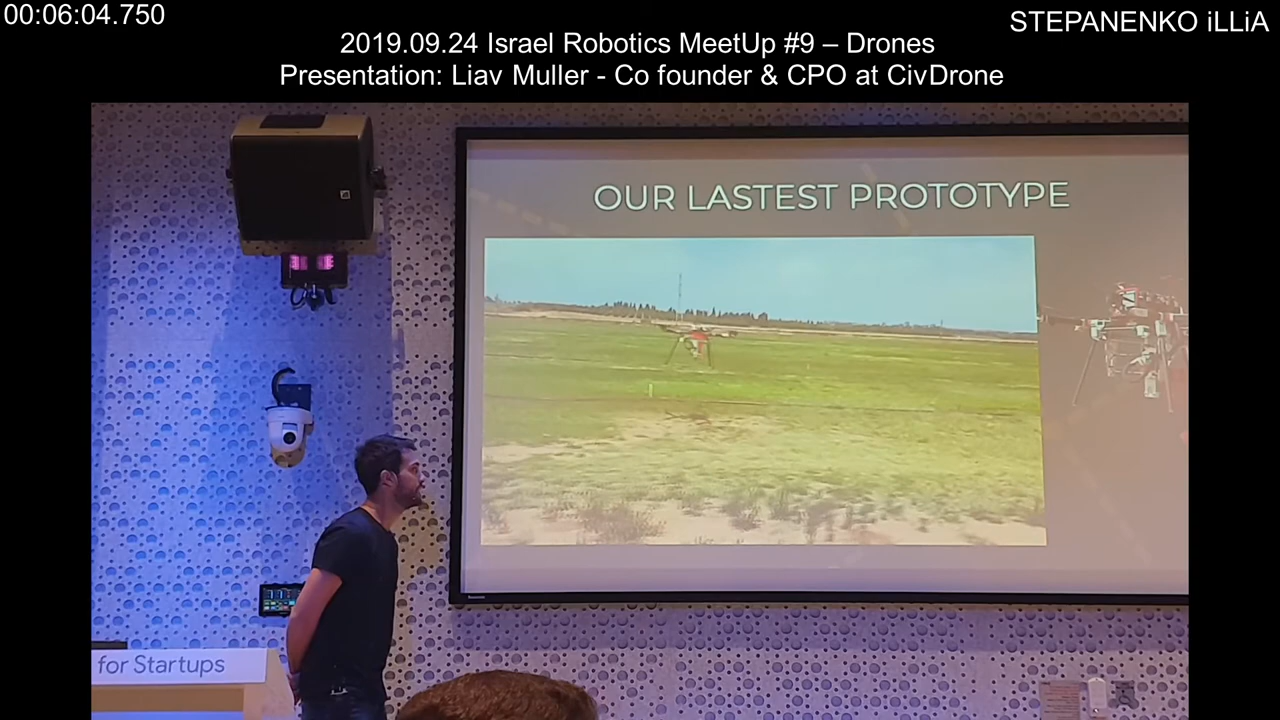 00:06:04.750
STEPANENKO iLLiA
2019.09.24 Israel Robotics MeetUp #9 – Drones
Presentation: Liav Muller - Co founder & CPO at CivDrone
OUR LASTEST PROTOTYPE
for Startups